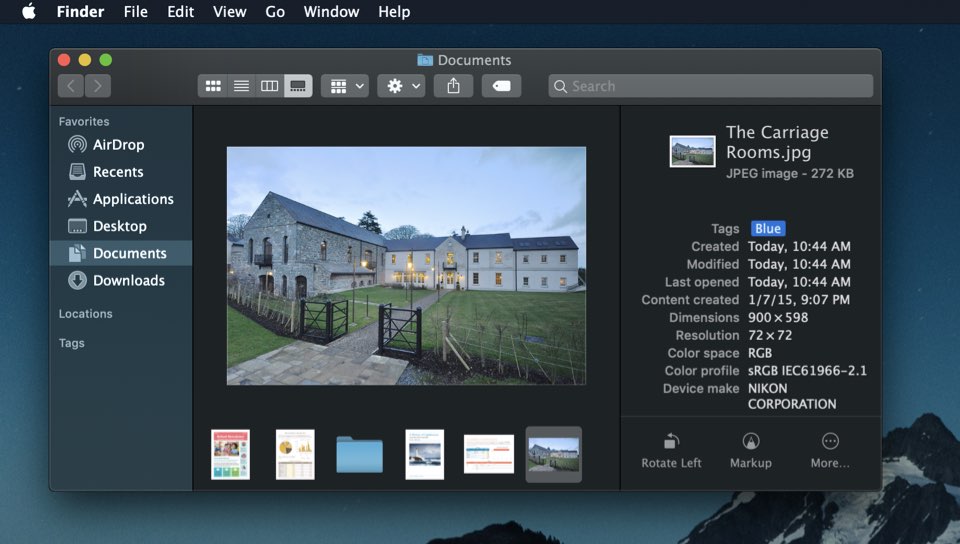 Finder File Edit View Go Window Help
Documents
Search
Favorites
AirDrop
Recents
Applications
Desktop
Documents
Downloads
Locations
Tags
The Carriage
Rooms.jpg
JPEG image - 272 KB
Tags Blue
Created Today, 10:44 AM
Modified Today, 10:44 AM
Last opened Today, 10:44 AM
Content created 1/7/15, 9:07 PM
Dimensions 900×598
Resolution 72×72
Color space RGB
Color profile sRGB IEC61966-2.1
Device make NIKON
CORPORATION
Rotate Left Markup More...